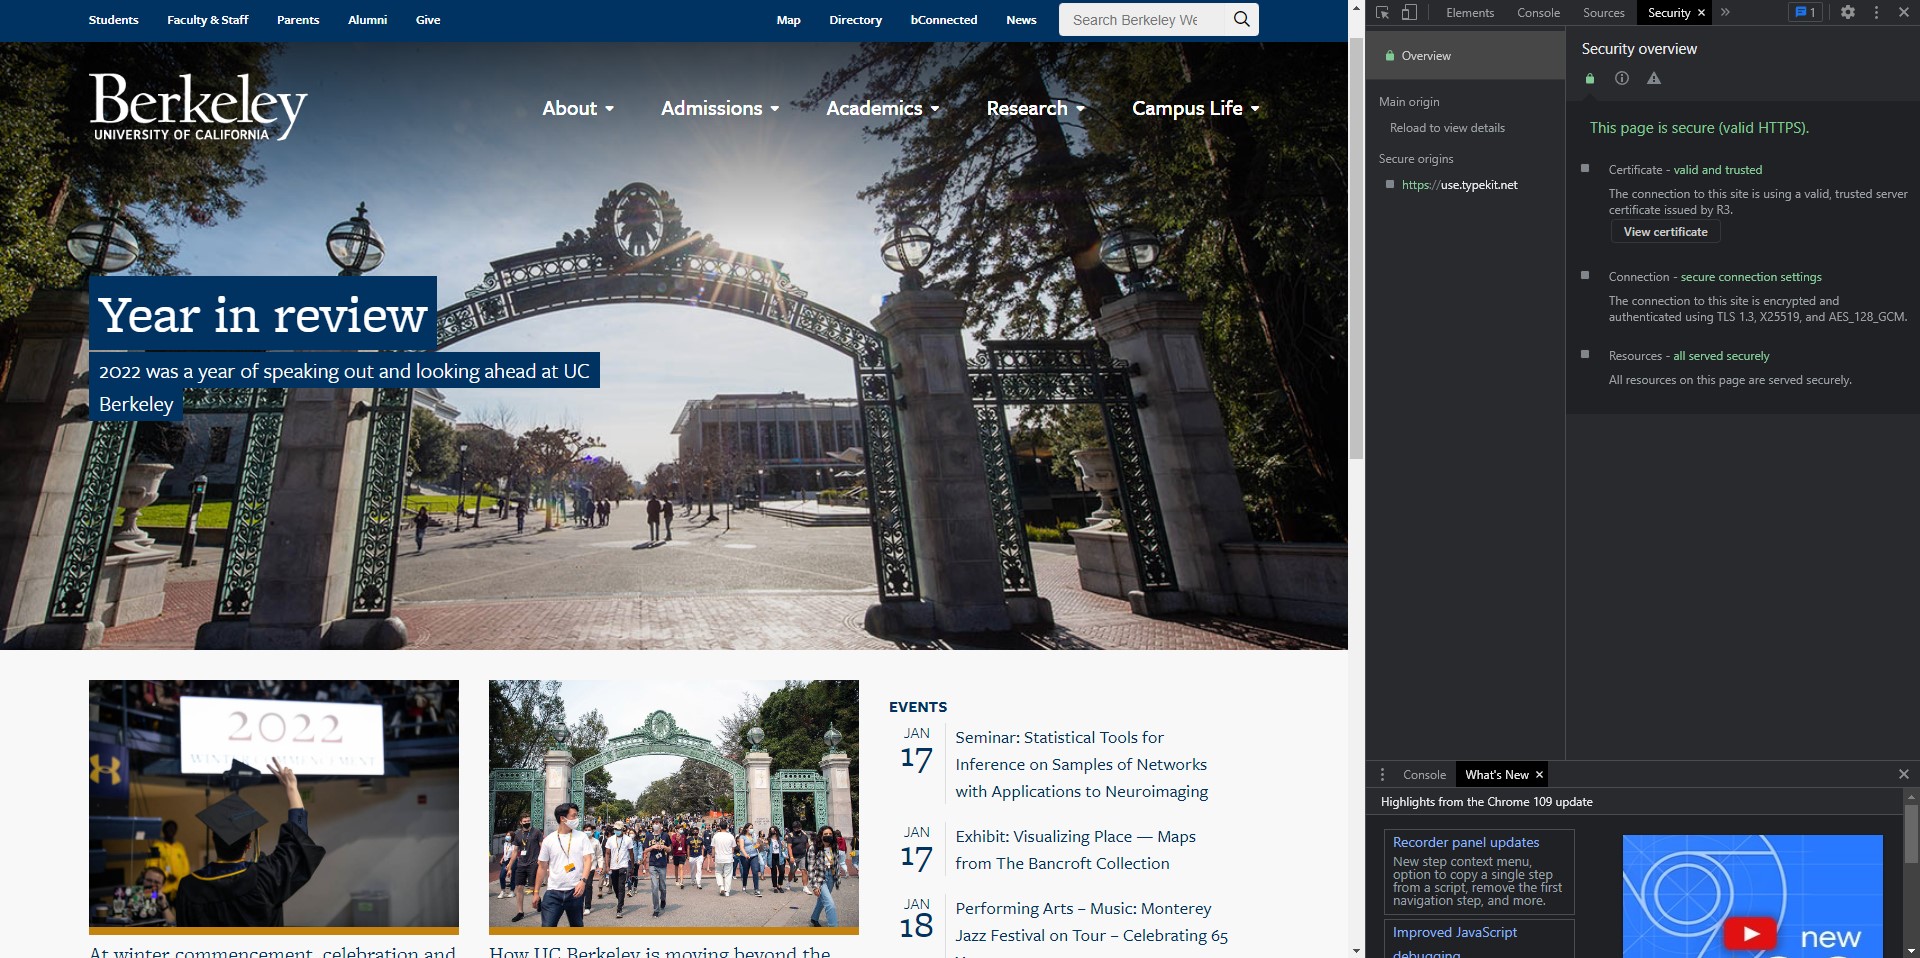 Students Faculty & Staff Parents Alumni Give
Map Directory bConnected News Search Berkeley We
Berkeley
UNIVERSITY OF CALIFORNIA
About Admissions Academics Research Campus Life
Year in review
2022 was a year of speaking out and looking ahead at UC
Berkeley
2022
WINTER COMMENCEMENT
At winter commencement, celebration and
How UC Berkeley is moving beyond the
EVENTS
JAN
17
Seminar: Statistical Tools for
Inference on Samples of Networks
with Applications to Neuroimaging
JAN
17
Exhibit: Visualizing Place — Maps
from The Bancroft Collection
JAN
18
Performing Arts – Music: Monterey
Jazz Festival on Tour – Celebrating 65
Elements Console Sources Security × » 1
Overview
Main origin
Reload to view details
Secure origins
https://use.typekit.net
Security overview
This page is secure (valid HTTPS).
Certificate - valid and trusted
The connection to this site is using a valid, trusted server
certificate issued by R3.
View certificate
Connection - secure connection settings
The connection to this site is encrypted and
authenticated using TLS 1.3, X25519, and AES_128_GCM.
Resources - all served securely
All resources on this page are served securely.
Console What's New ×
Highlights from the Chrome 109 update
Recorder panel updates
New step context menu,
option to copy a single step
from a script, remove the first
navigation step, and more.
Improved JavaScript
debugging
new